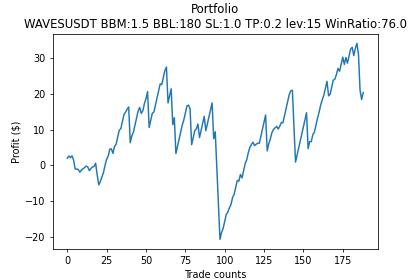 Portfolio
WAVESUSDT BBM:1.5 BBL:180 SL:1.0 TP:0.2 lev:15 WinRatio:76.0
30
20
10
0
−10
−20
Profit ($)
0 25 50 75 100 125 150 175
Trade counts